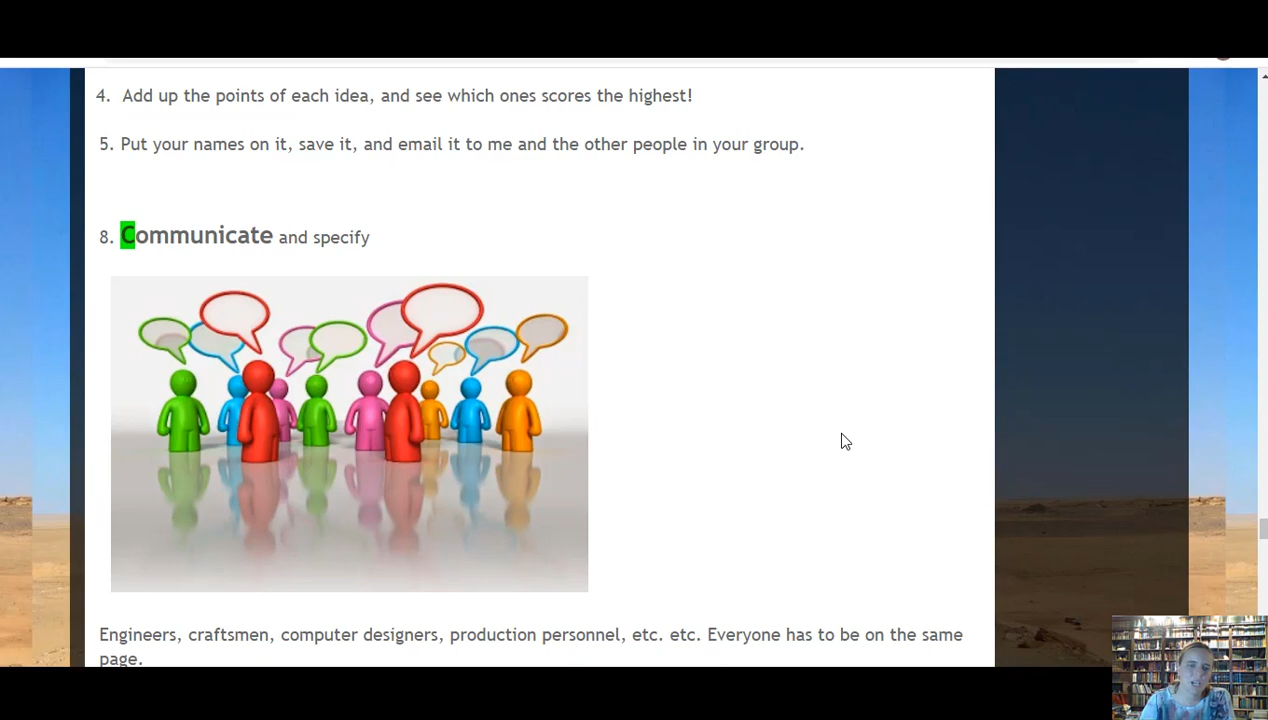 4. Add up the points of each idea, and see which ones scores the highest!
5. Put your names on it, save it, and email it to me and the other people in your group.
8. Communicate and specify
Engineers, craftsmen, computer designers, production personnel, etc. etc. Everyone has to be on the same
page.